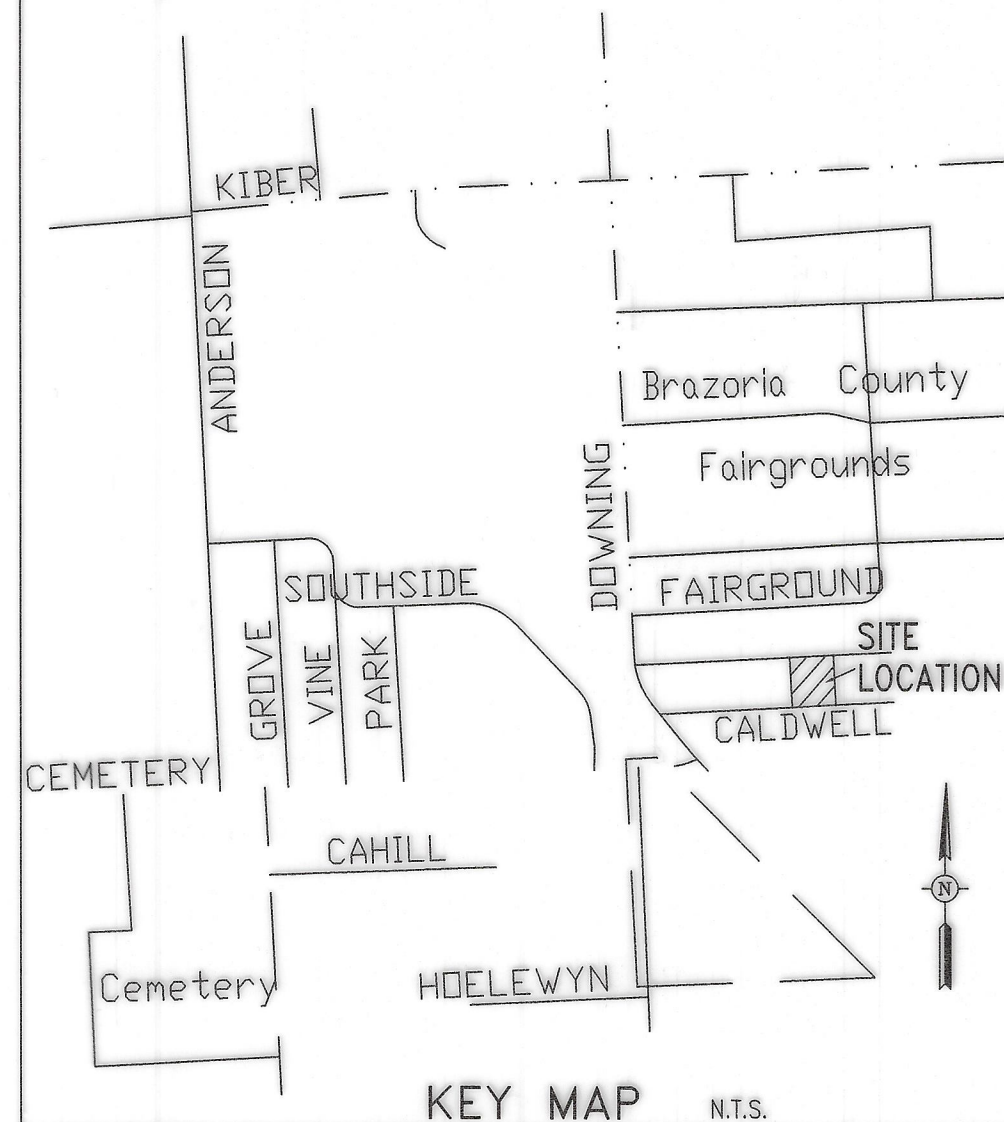 KIBER
ANDERSON
Brazoria County
Fairgrounds
DOWNING
SOUTHSIDE
FAIRGROUND
GROVE
VINE
PARK
SITE
LOCATION
CALDWELL
CEMETERY
CAHILL
N
Cemetery
HOELEWYN
KEY MAP N.T.S.